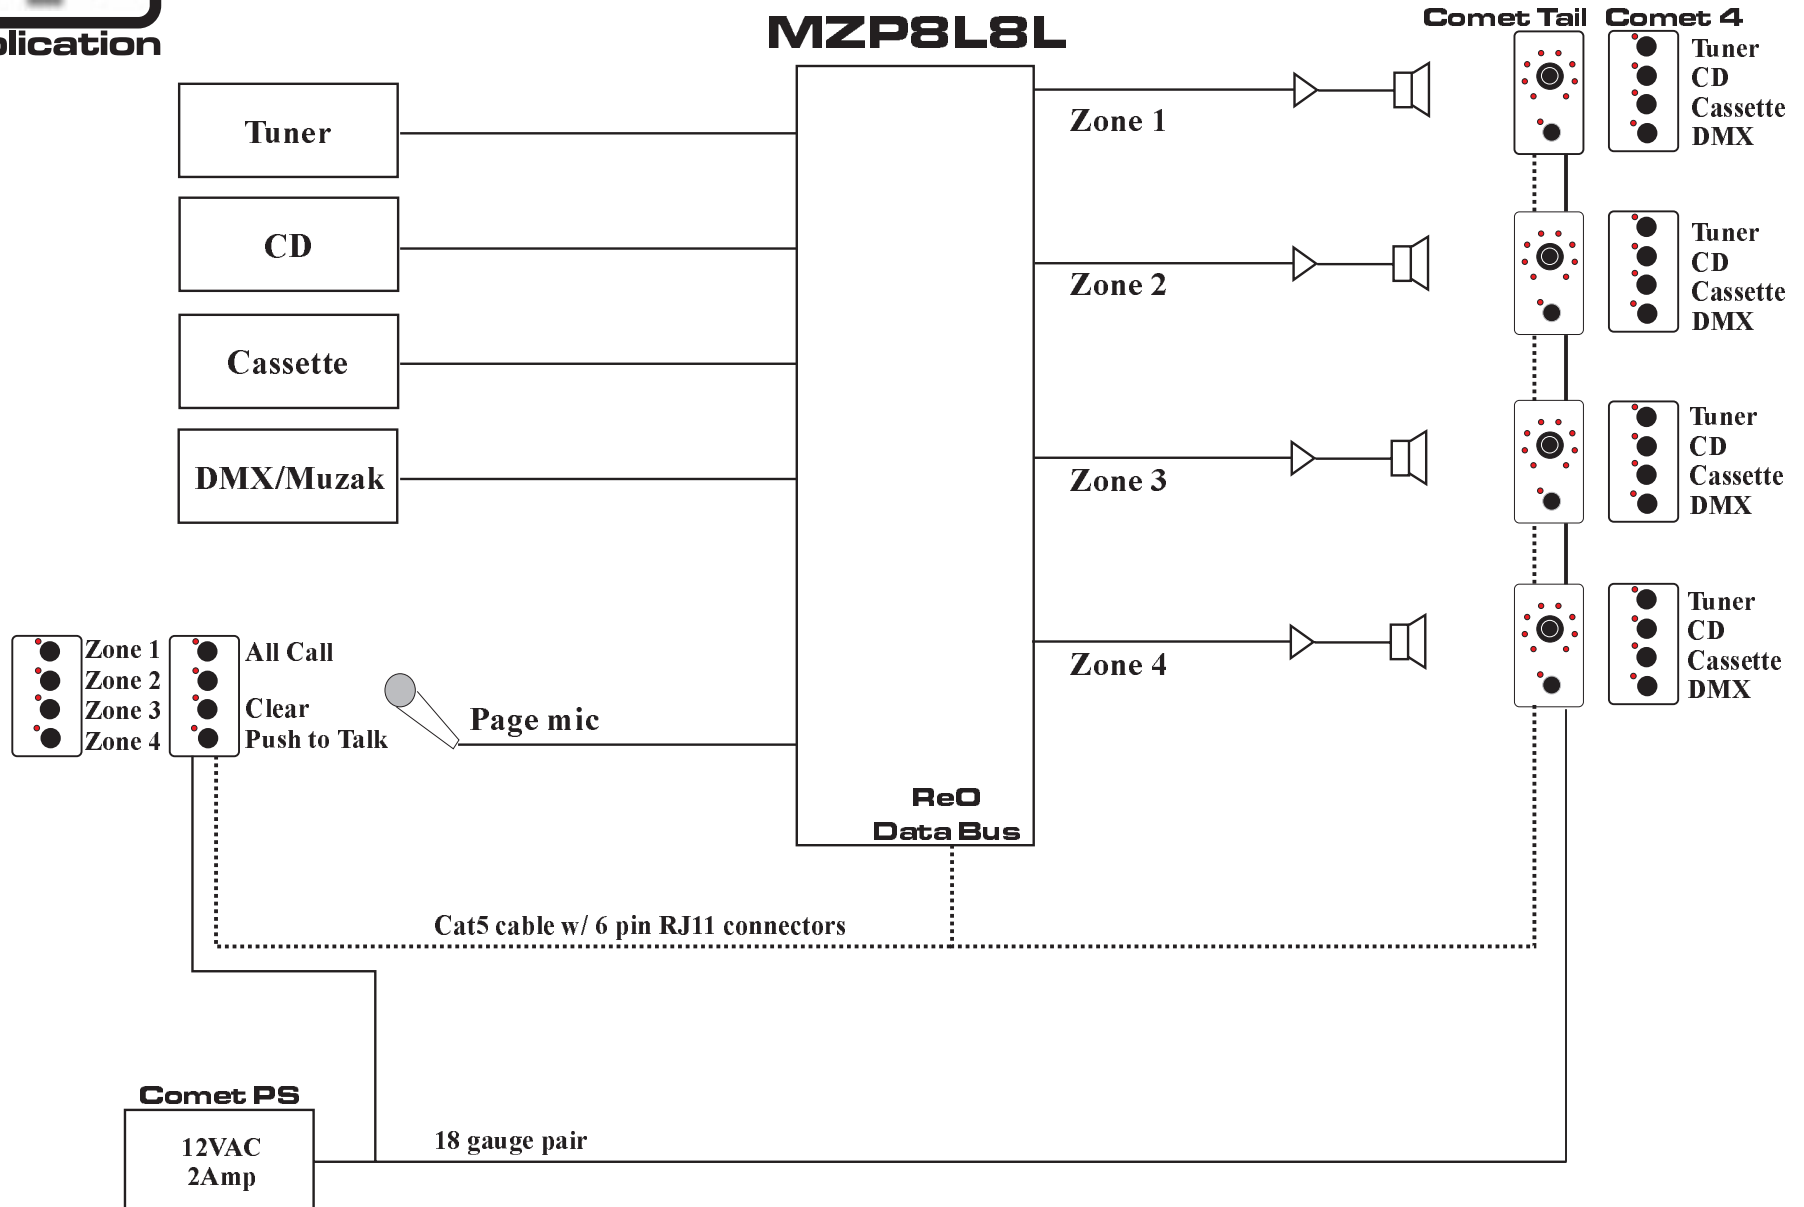 plication
MZP8L8L
Comet Tail
Comet 4
Tuner
CD
Cassette
DMX/Muzak
Zone 1
Zone 2
Zone 3
Zone 4
Tuner
CD
Cassette
DMX
Tuner
CD
Cassette
DMX
Tuner
CD
Cassette
DMX
Tuner
CD
Cassette
DMX
Zone 1
Zone 2
Zone 3
Zone 4
All Call
Clear
Push to Talk
Page mic
ReO
Data Bus
Cat5 cable w/ 6 pin RJ11 connectors
Comet PS
12VAC
2Amp
18 gauge pair